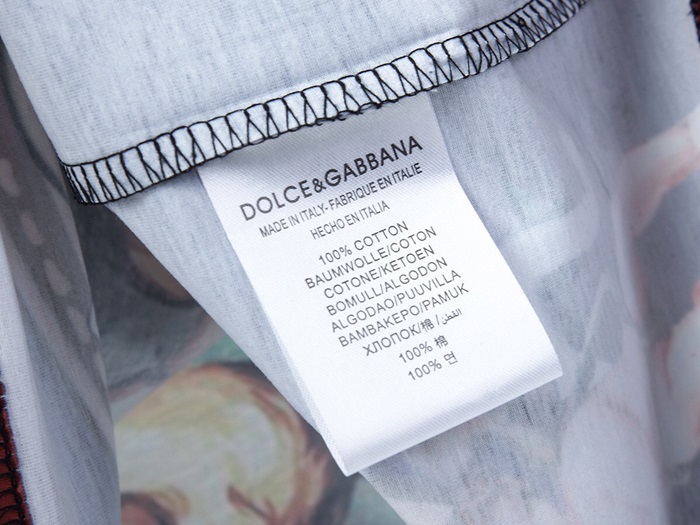 DOLCE&GABBANA
MADE IN ITALY-FABRIQUE EN ITALIE
HECHO EN ITALIA
100% COTTON
BAUMWOLLE/COTON
COTONE/KETOEN
BOMULL/ALGODON
ALGODAO/PUUVILLA
BAMBAKEPO/PAMUK
ХЛОПОК/棉/القطن
100% 棉
100% 면